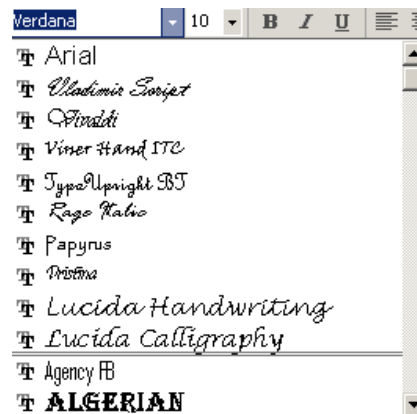 Verdana 10 B I U
Arial
Vladimir Script
Vivaldi
Viner Hand ITC
TypoUpright BT
Rage Italic
Papyrus
Pristina
Lucida Handwriting
Lucida Calligraphy
Agency FB
ALGERIAN